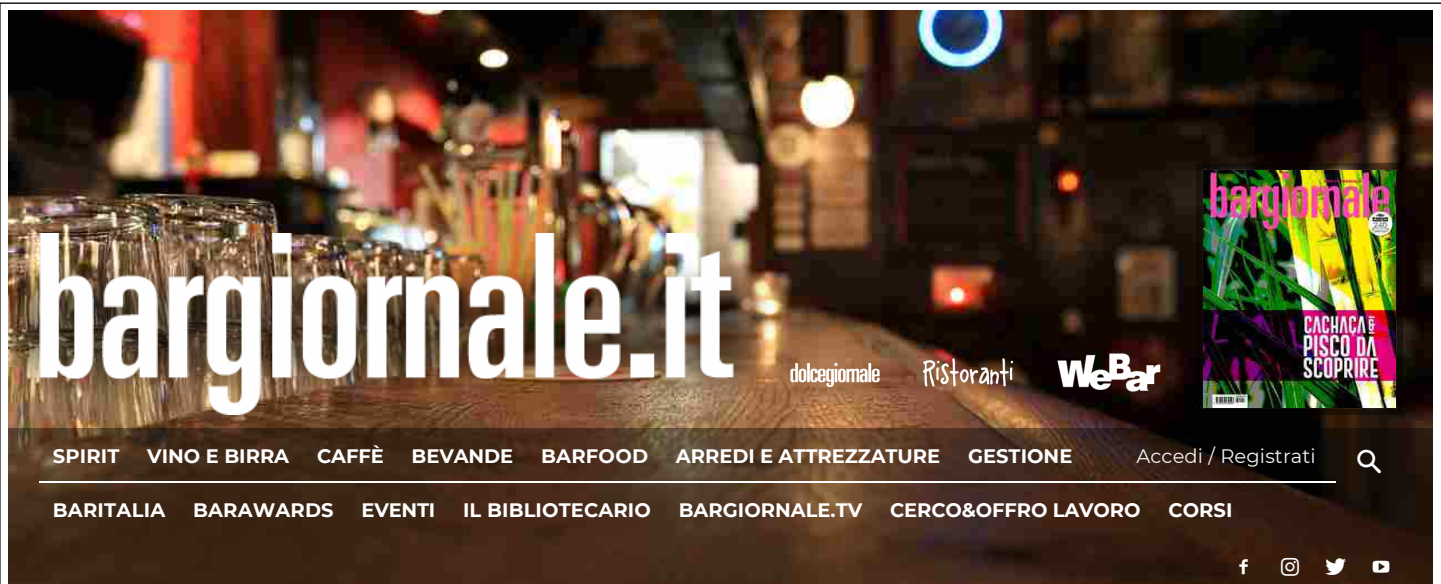 bargiornale
CACHAÇA &
PISCO DA
SCOPRIRE
bargiornale.it
dolcegiornale Ristoranti WeBar
SPIRIT VINO E BIRRA CAFFÈ BEVANDE BARFOOD ARREDI E ATTREZZATURE GESTIONE Accedi / Registrati
BARITALIA BARAWARDS EVENTI IL BIBLIOTECARIO BARGIORNALE.TV CERCO&OFFRO LAVORO CORSI